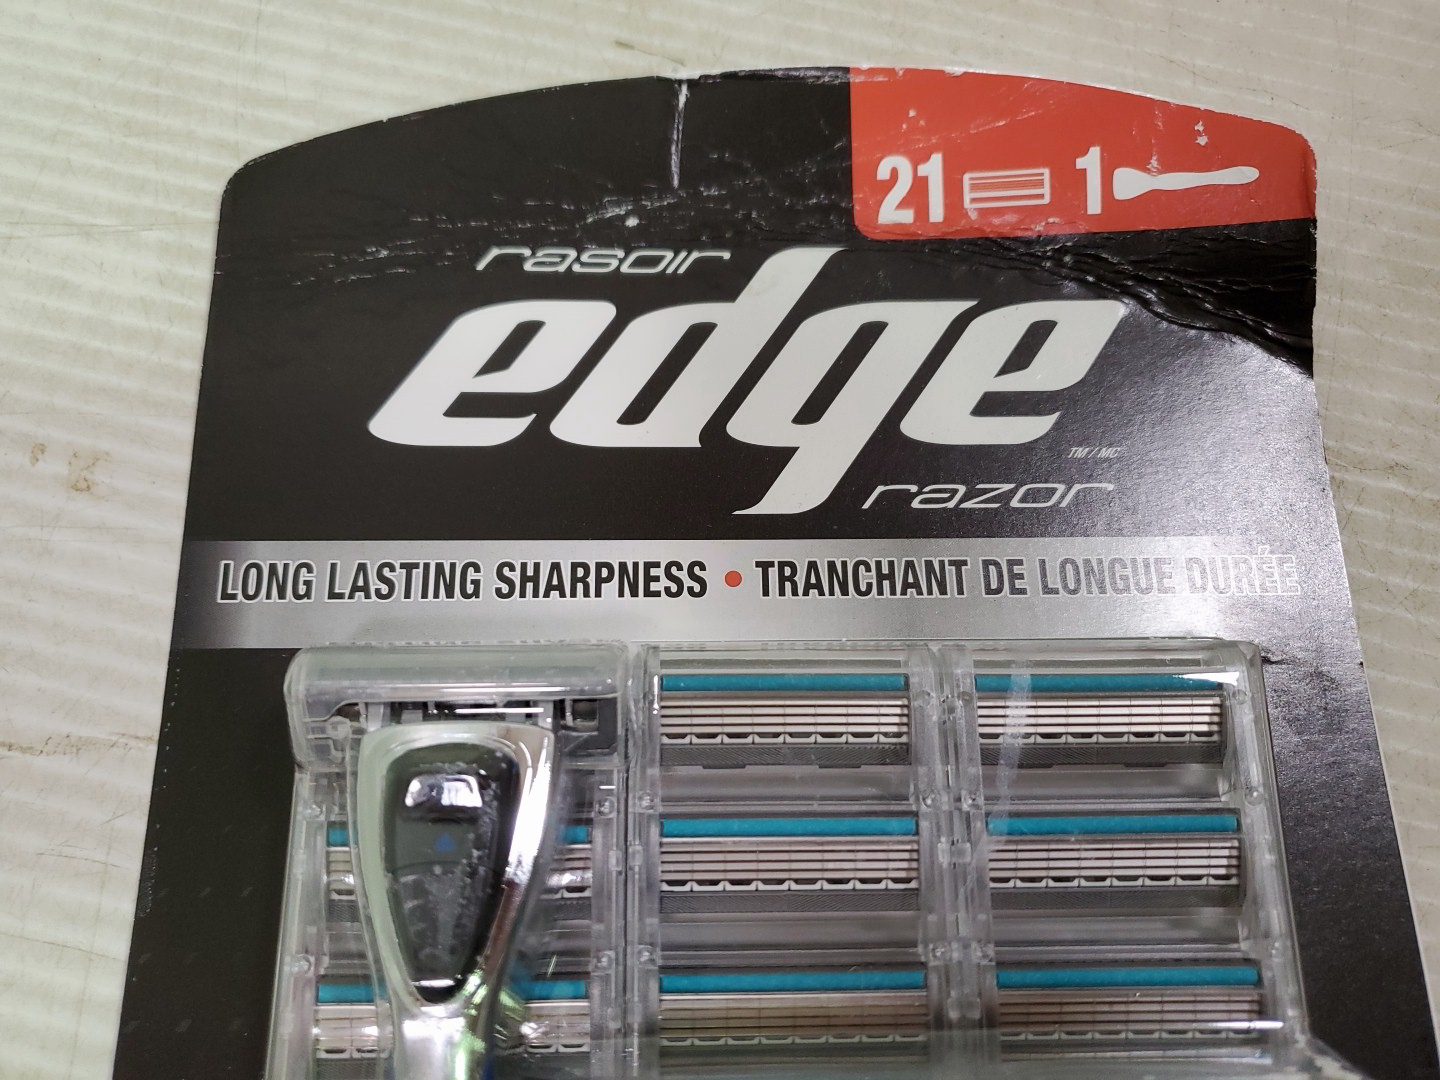 21 1
rasoir
edge
TM / MC
razor
LONG LASTING SHARPNESS • TRANCHANT DE LONGUE DURÉE